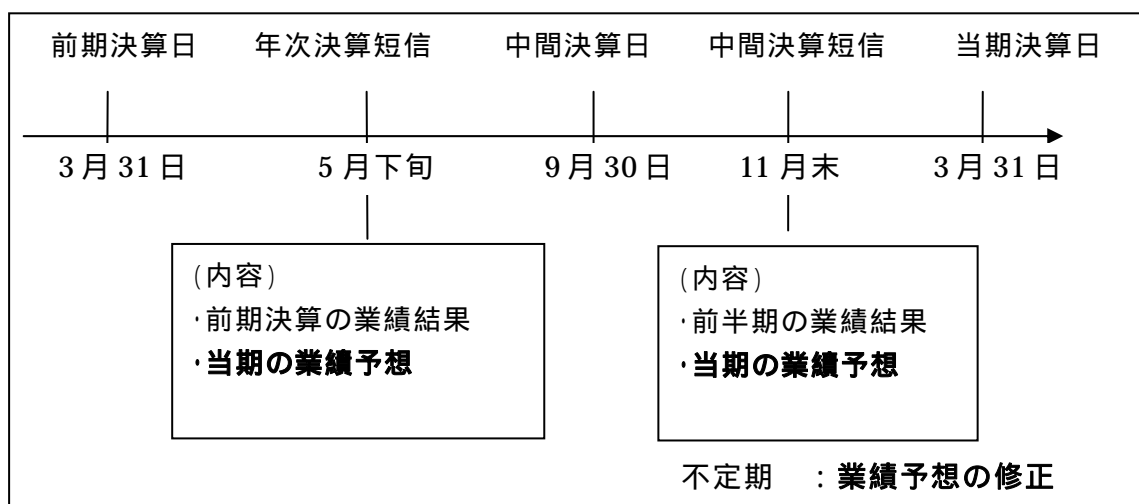 前期決算日 年次決算短信 中間決算日 中間決算短信 当期決算日
3月31日 5月下旬 9月30日 11月末 3月31日
(内容)
・前期決算の業績結果
・当期の業績予想
(内容)
・前半期の業績結果
・当期の業績予想
不定期 :業績予想の修正